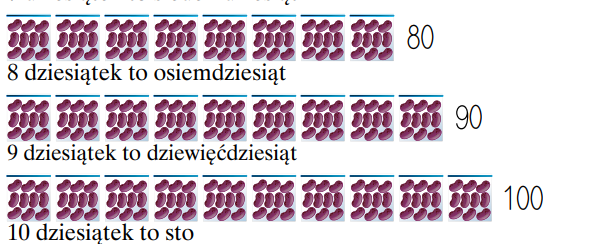 80
8 dziesiątek to osiemdziesiąt
90
9 dziesiątek to dziewięćdziesiąt
100
10 dziesiątek to sto